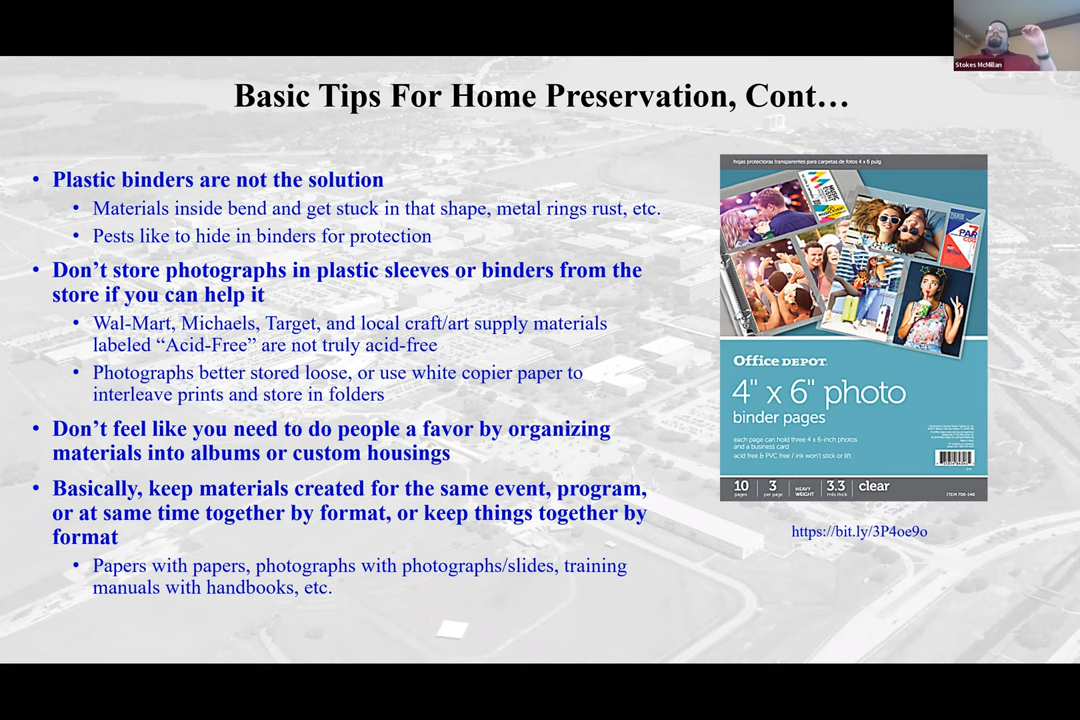 Stokes McMillan
Basic Tips For Home Preservation, Cont…
• Plastic binders are not the solution
• Materials inside bend and get stuck in that shape, metal rings rust, etc.
• Pests like to hide in binders for protection
• Don’t store photographs in plastic sleeves or binders from the
store if you can help it
• Wal-Mart, Michaels, Target, and local craft/art supply materials
labeled “Acid-Free” are not truly acid-free
• Photographs better stored loose, or use white copier paper to
interleave prints and store in folders
• Don’t feel like you need to do people a favor by organizing
materials into albums or custom housings
• Basically, keep materials created for the same event, program,
or at same time together by format, or keep things together by
format
• Papers with papers, photographs with photographs/slides, training
manuals with handbooks, etc.
hojas protectoras transparentes para carpetas de fotos 4 x 6 pulg
Office DEPOT.
4" x 6" photo
binder pages
each page can hold three 4 x 6-inch photos
and a business card
acid free & PVC free / ink won't stick or lift
10 pages
3 per page
HEAVY WEIGHT
3.3 mils thick
clear
https://bit.ly/3P4oe9o